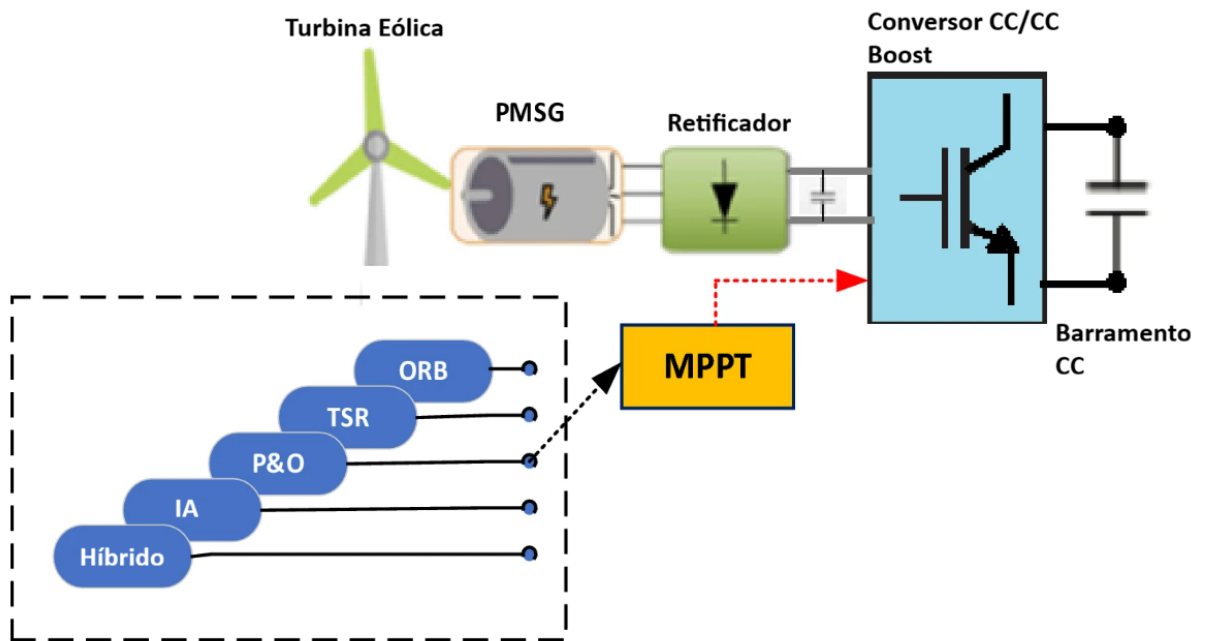 Turbina Eólica
PMSG
Retificador
Conversor CC/CC
Boost
Barramento
CC
MPPT
ORB
TSR
P&O
IA
Híbrido